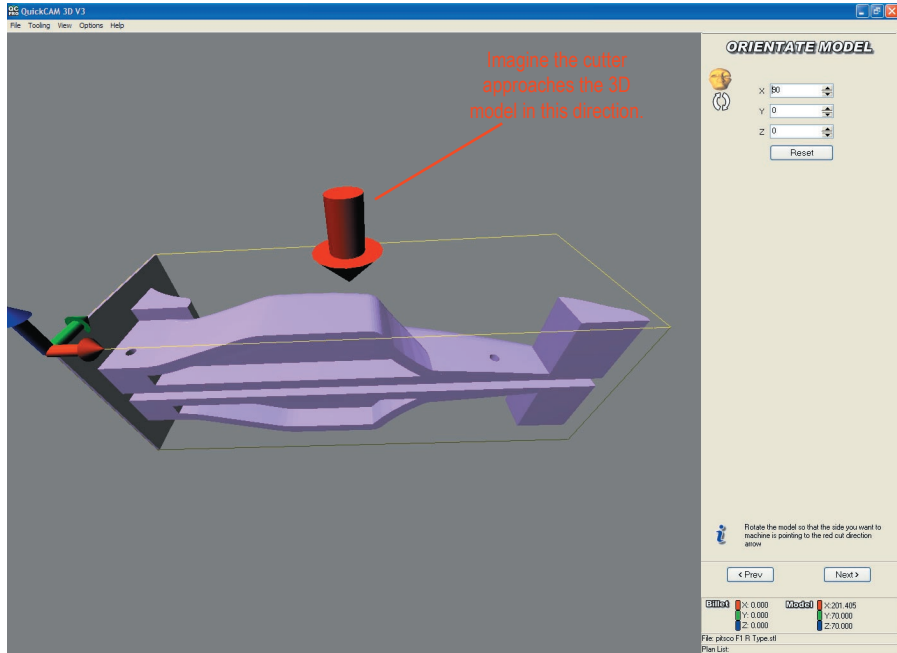 QuickCAM 3D V3
File Tooling View Options Help
Imagine the cutter
approaches the 3D
model in this direction
ORIENTATE MODEL
X 90
Y 0
Z 0
Reset
Rotate the model so that the side you want to
machine is pointing to the red cut direction
arrow
< Prev Next >
Billet X: 0.000 Model X:201.405
Y: 0.000 Y:70.000
Z: 0.000 Z:70.000
File: pitsco F1 R Type.stl
Plan List: